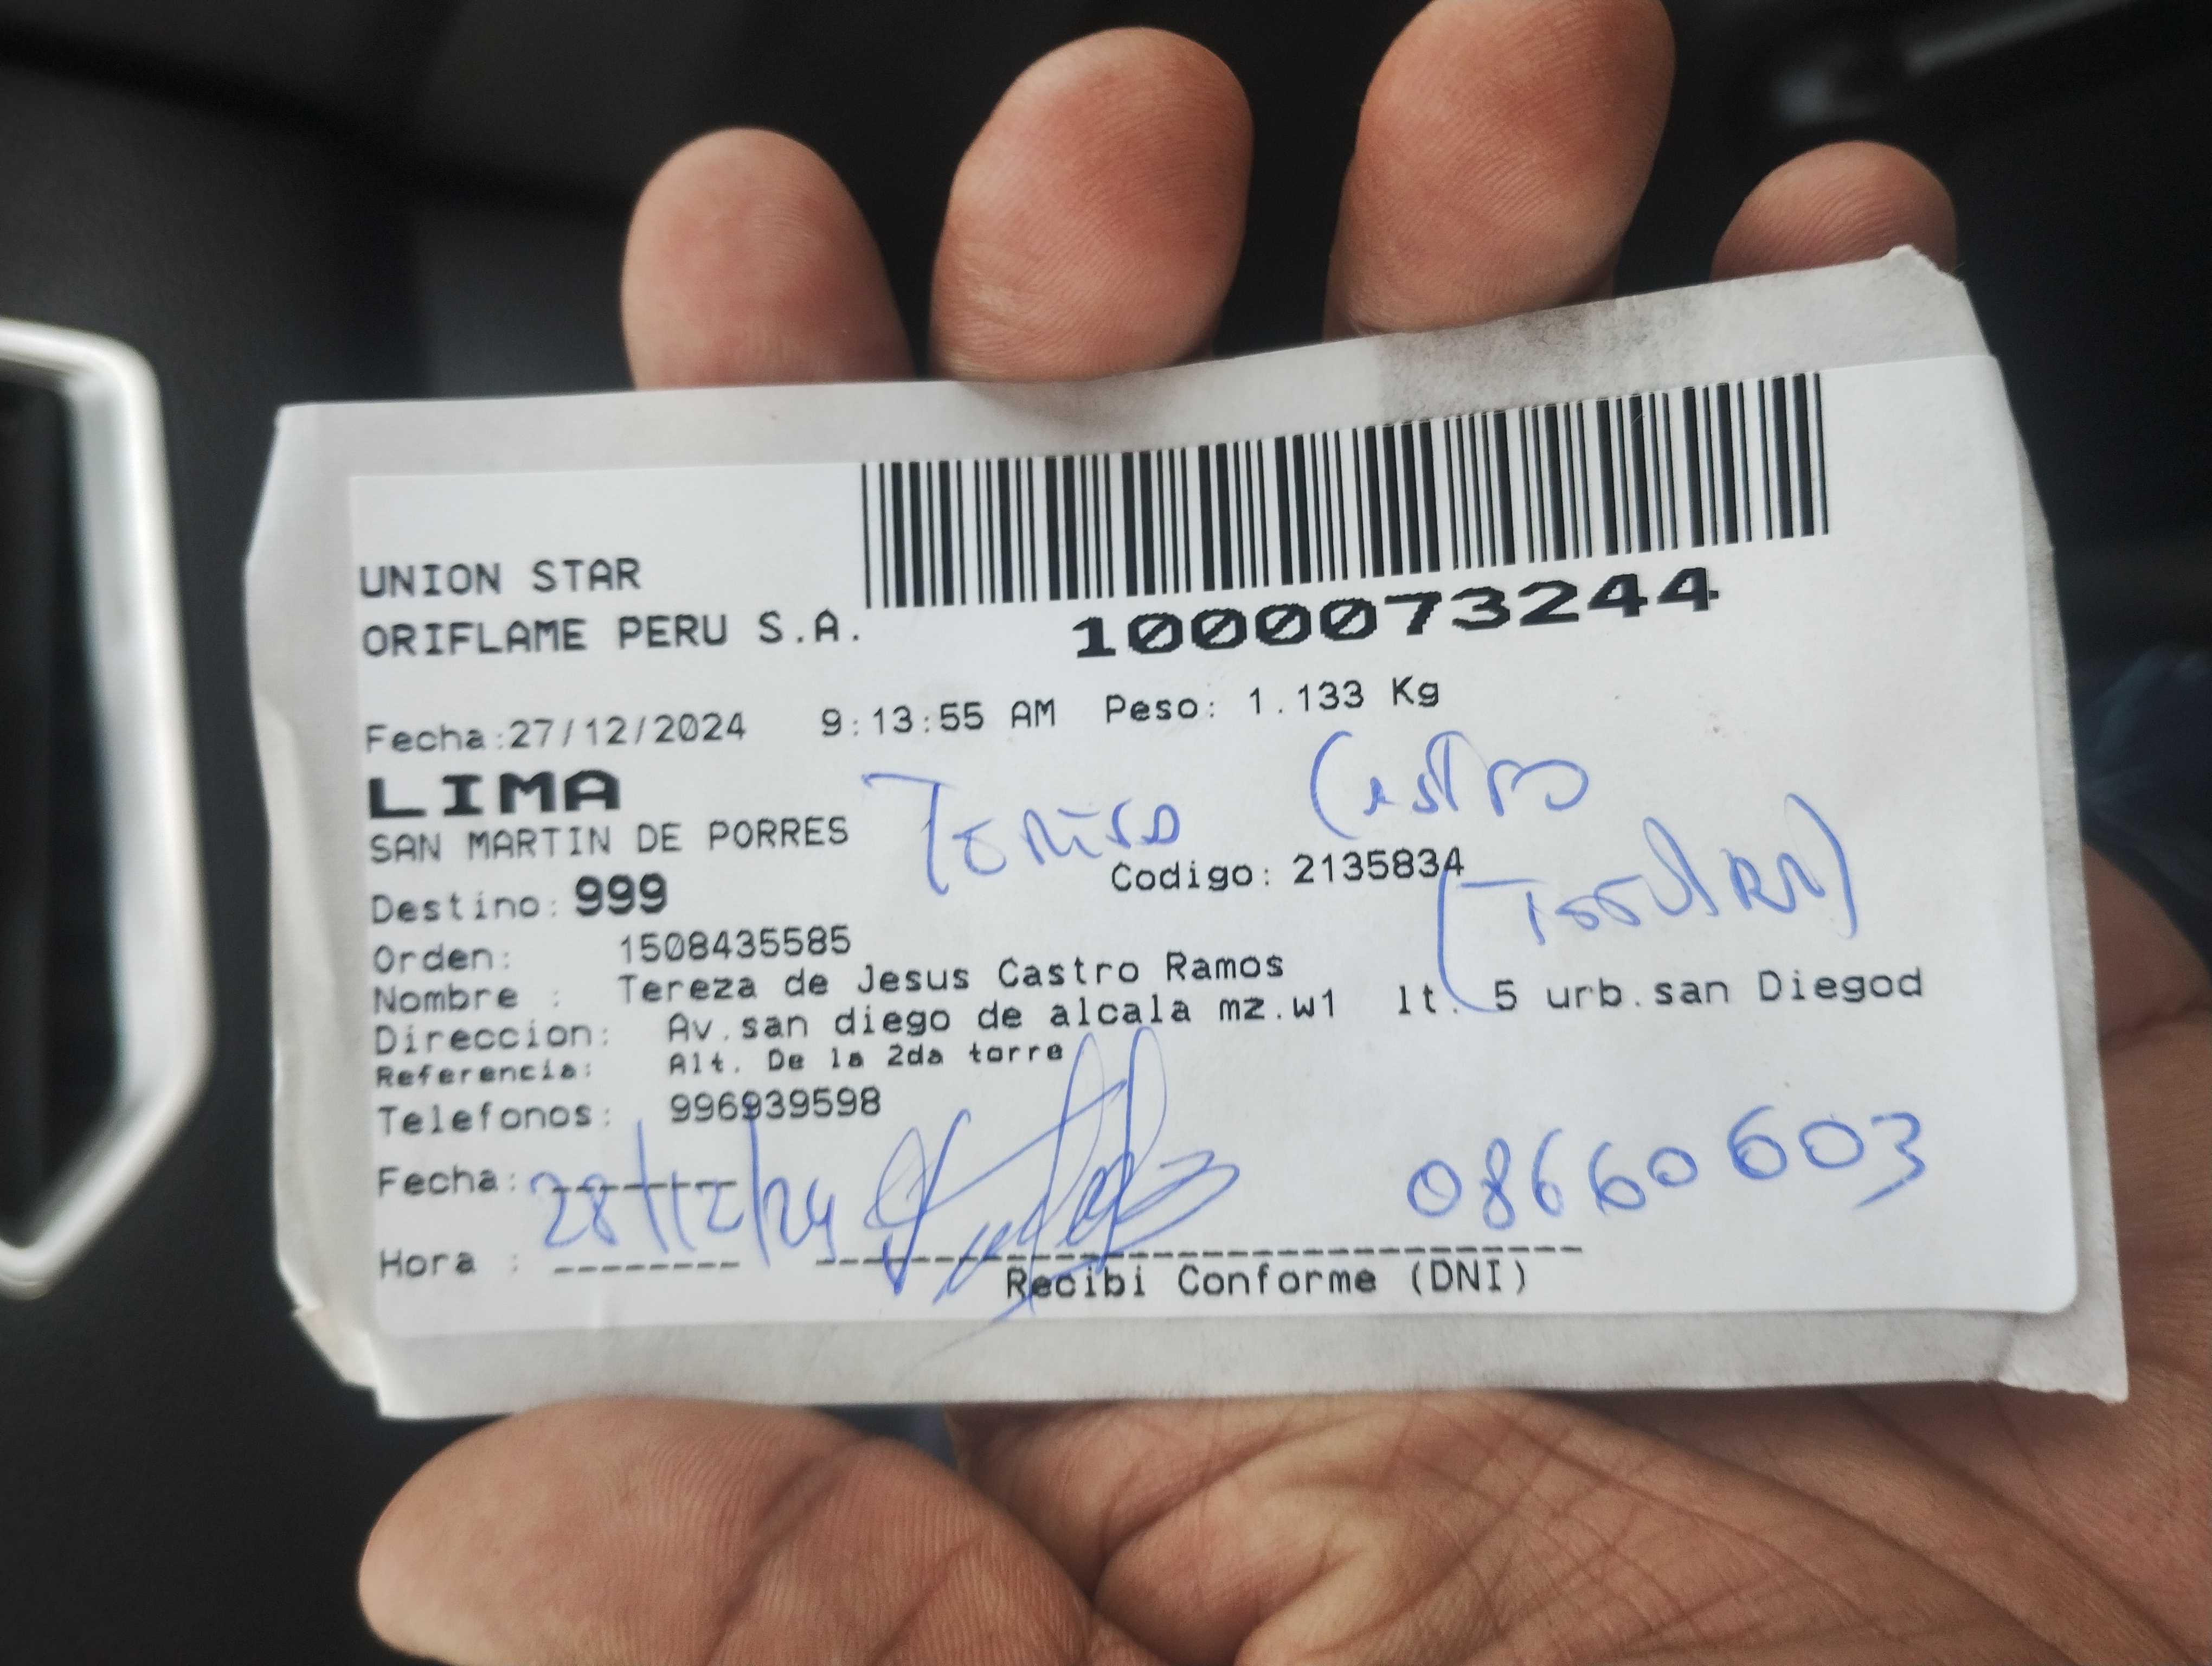 UNION STAR
ORIFLAME PERU S.A.
1000073244
Fecha:27/12/2024 9:13:55 AM Peso: 1.133 Kg
LIMA
SAN MARTIN DE PORRES
Castro
Codigo: 2135834
Destino: 999
Orden: 1508435585
Nombre : Tereza de Jesus Castro Ramos
Direccion: Av.san diego de alcala mz.w1 lt. 5 urb.san Diegod
Referencia: Alt. De la 2da torre
Telefonos: 996939598
Fecha: 28/12/24
08660603
Hora :
Recibi Conforme (DNI)